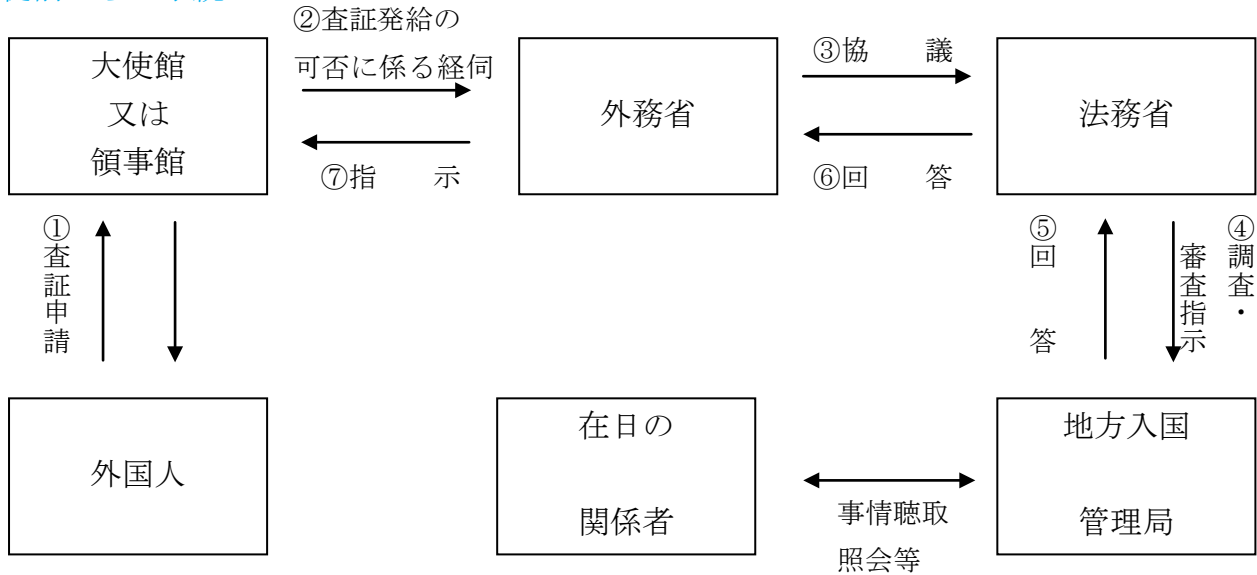 ②査証発給の
可否に係る経伺
大使館
又は
領事館
⑦指　示
外務省
③協　議
⑥回　答
法務省
①査証申請
⑤回　答
④調査・
審査指示
外国人
在日の
関係者
事情聴取
照会等
地方入国
管理局